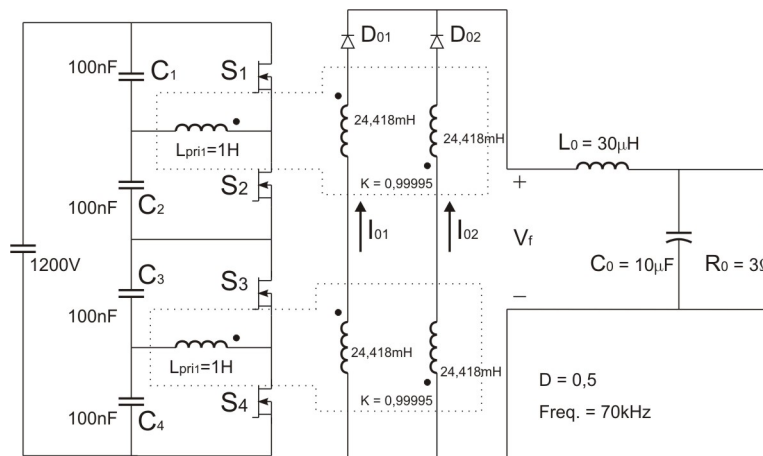 D01
D02
100nF
C1
S1
24,418mH
24,418mH
Lpri1=1H
L0 = 30µH
100nF
C2
S2
K = 0,99995
+
I01
I02
Vf
1200V
C3
S3
C0 = 10µF
R0 = 3Ω
100nF
–
24,418mH
24,418mH
Lpri1=1H
D = 0,5
S4
K = 0,99995
100nF
C4
Freq. = 70kHz